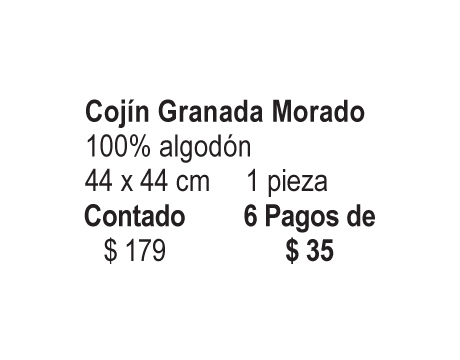 Cojín Granada Morado
100% algodón
44 x 44 cm 1 pieza
Contado 6 Pagos de
$ 179 $ 35